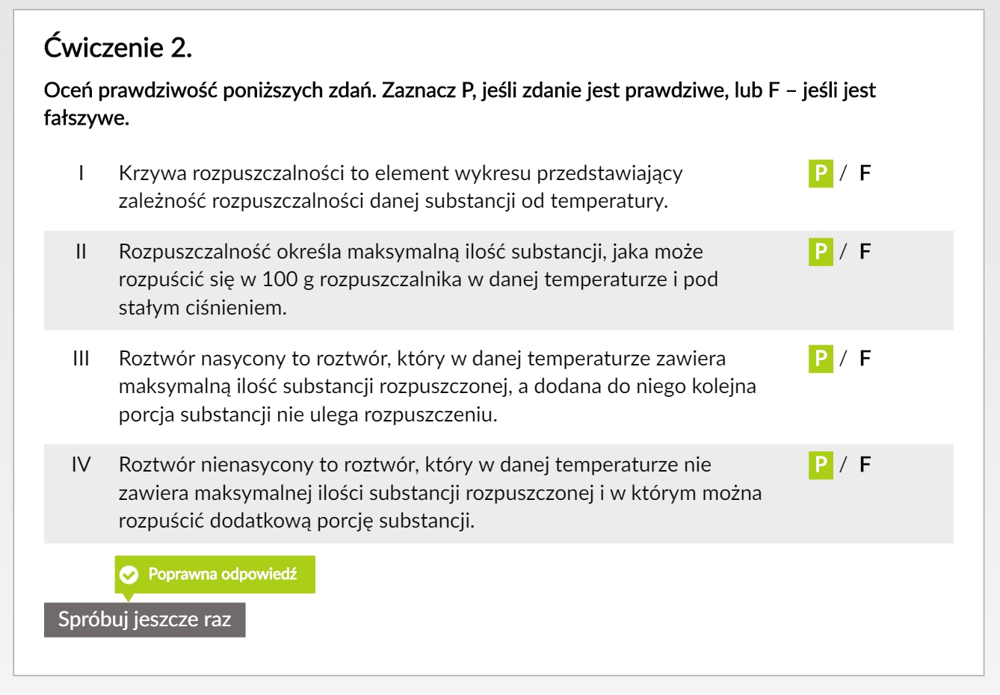 Ćwiczenie 2.
Oceń prawdziwość poniższych zdań. Zaznacz P, jeśli zdanie jest prawdziwe, lub F – jeśli jest
fałszywe.
I Krzywa rozpuszczalności to element wykresu przedstawiający P / F
zależność rozpuszczalności danej substancji od temperatury.
II Rozpuszczalność określa maksymalną ilość substancji, jaka może P / F
rozpuścić się w 100 g rozpuszczalnika w danej temperaturze i pod
stałym ciśnieniem.
III Roztwór nasycony to roztwór, który w danej temperaturze zawiera P / F
maksymalną ilość substancji rozpuszczonej, a dodana do niego kolejna
porcja substancji nie ulega rozpuszczeniu.
IV Roztwór nienasycony to roztwór, który w danej temperaturze nie P / F
zawiera maksymalnej ilości substancji rozpuszczonej i w którym można
rozpuścić dodatkową porcję substancji.
Poprawna odpowiedź
Spróbuj jeszcze raz